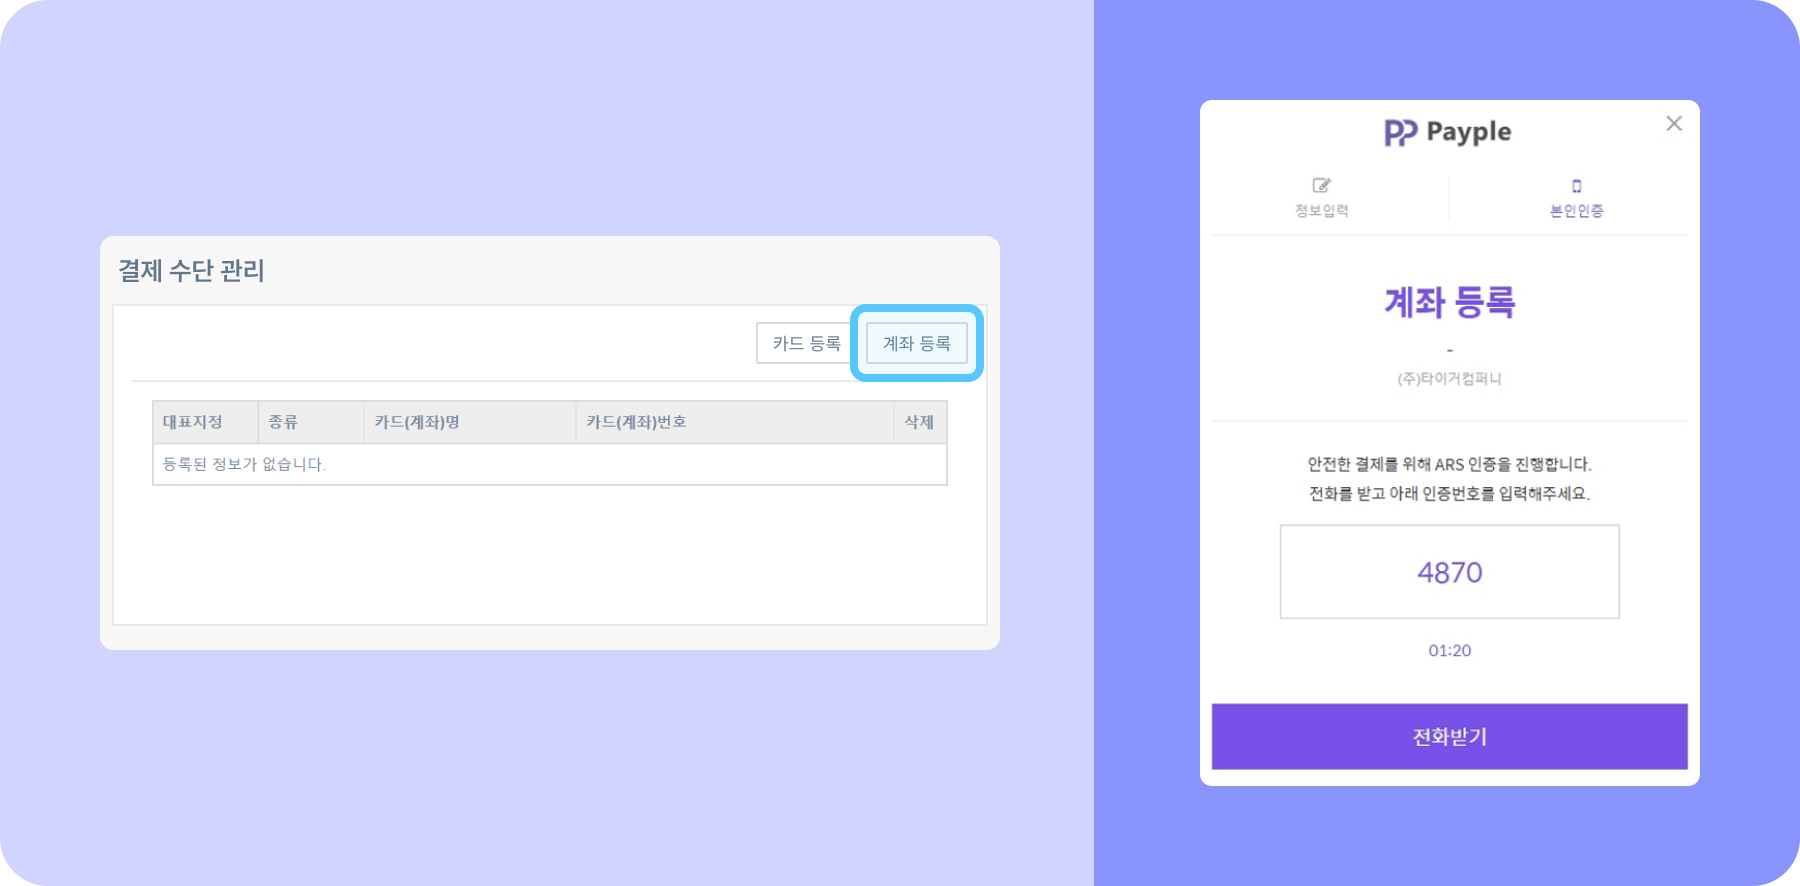 결제 수단 관리
카드 등록 계좌 등록
대표지정 종류 카드(계좌)명 카드(계좌)번호 삭제
등록된 정보가 없습니다.
PP Payple
정보입력 본인인증
계좌 등록
-
(주)타이거컴퍼니
안전한 결제를 위해 ARS 인증을 진행합니다.
전화를 받고 아래 인증번호를 입력해주세요.
4870
01:20
전화받기